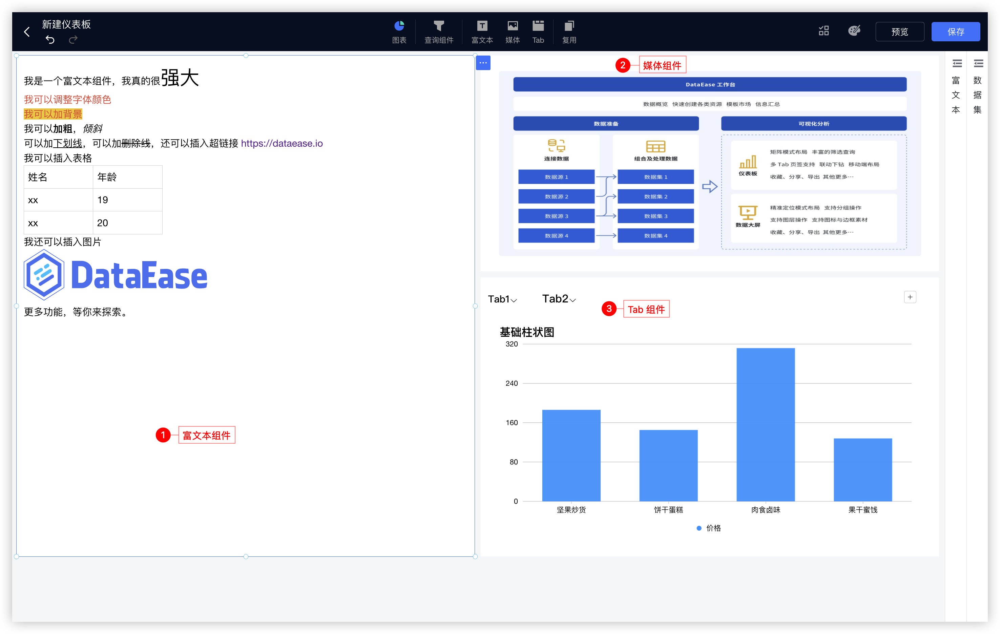 新建仪表板
图表
查询组件
富文本
媒体
Tab
复用
预览
保存
我是一个富文本组件，我真的很强大
我可以调整字体颜色
我可以加背景
我可以加粗，倾斜
可以加下划线，可以加删除线，还可以插入超链接 https://dataease.io
我可以插入表格
姓名 年龄
xx 19
xx 20
我还可以插入图片
DataEase
更多功能，等你来探索。
1 富文本组件
2 媒体组件
DataEase 工作台
数据概览 快速创建各类资源 模板市场 信息汇总
数据准备
连接数据
数据源 1
数据源 2
数据源 3
数据源 4
组合及处理数据
数据集 1
数据集 2
数据集 3
数据集 4
可视化分析
仪表板
矩阵模式布局 丰富的筛选查询
多 Tab 页签支持 联动下钻 移动端布局
收藏、分享、导出 其他更多…
数据大屏
精准定位模式布局 支持分组操作
支持图层操作 支持图标与边框素材
收藏、分享、导出 其他更多…
Tab1 Tab2
3 Tab 组件
基础柱状图
320
240
160
80
0
坚果炒货 饼干蛋糕 肉食卤味 果干蜜饯
价格
富文本
数据集